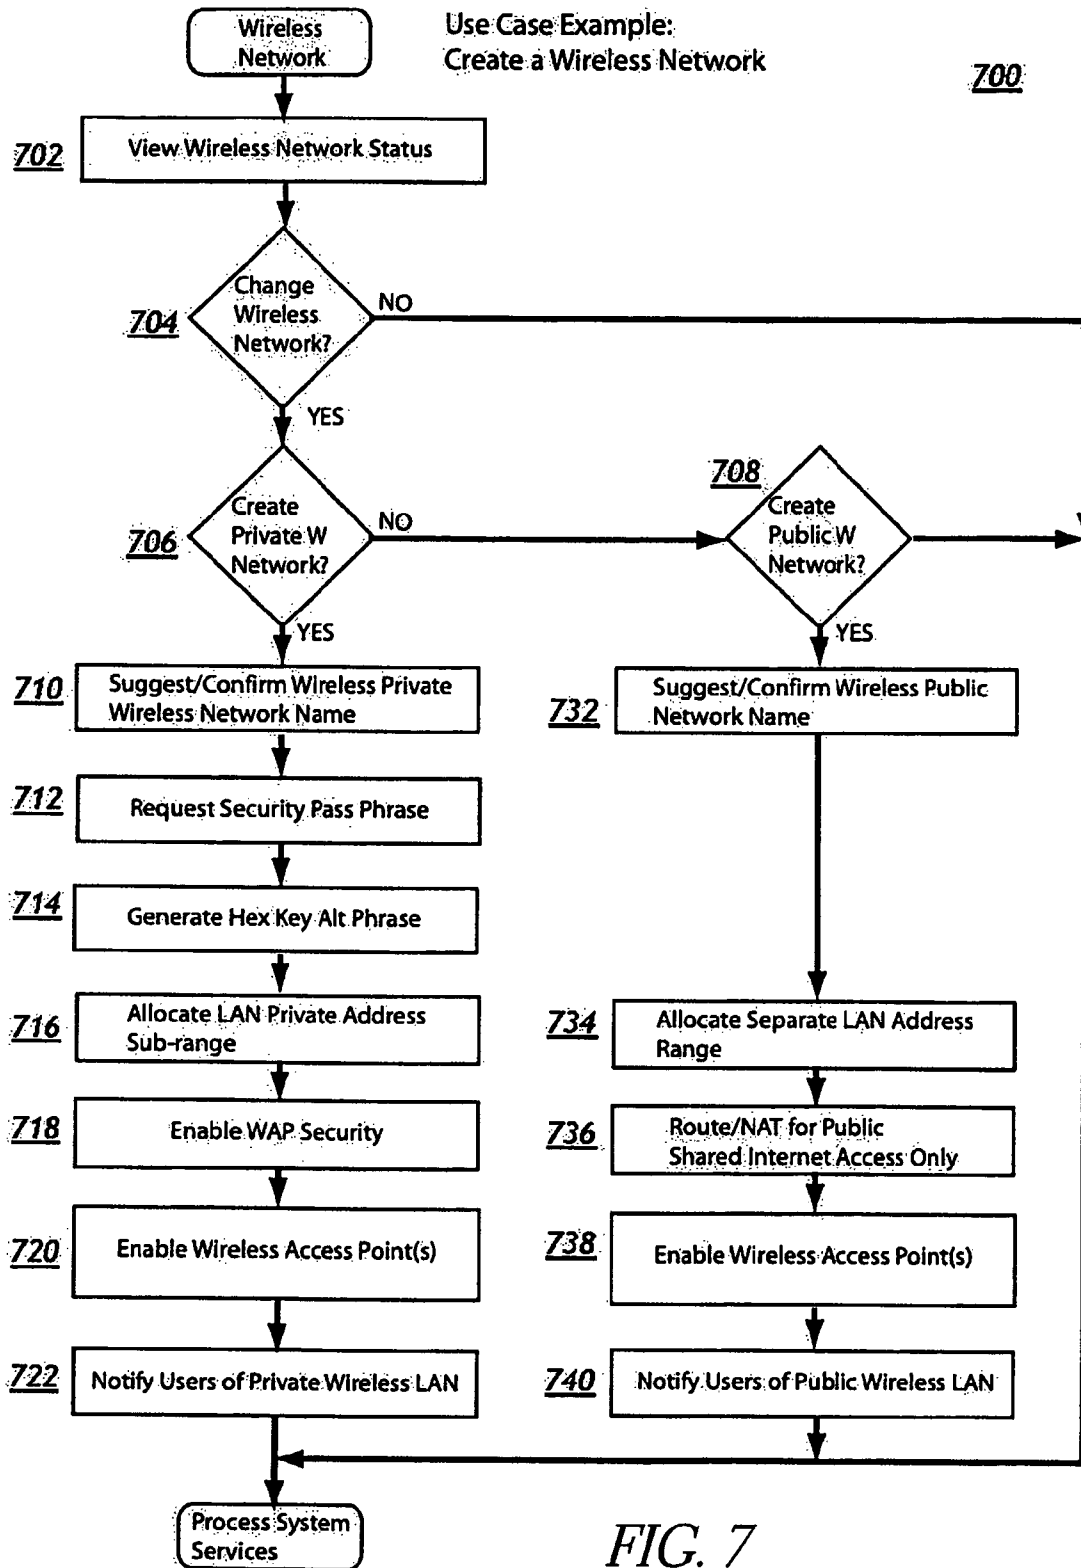 Wireless
Network
Use Case Example:
Create a Wireless Network
700
702
View Wireless Network Status
704
Change
Wireless
Network?
NO
YES
706
Create
Private W
Network?
NO
YES
708
Create
Public W
Network?
YES
710
Suggest/Confirm Wireless Private
Wireless Network Name
732
Suggest/Confirm Wireless Public
Network Name
712
Request Security Pass Phrase
714
Generate Hex Key Alt Phrase
716
Allocate LAN Private Address
Sub-range
734
Allocate Separate LAN Address
Range
718
Enable WAP Security
736
Route/NAT for Public
Shared Internet Access Only
720
Enable Wireless Access Point(s)
738
Enable Wireless Access Point(s)
722
Notify Users of Private Wireless LAN
740
Notify Users of Public Wireless LAN
Process System
Services
FIG. 7